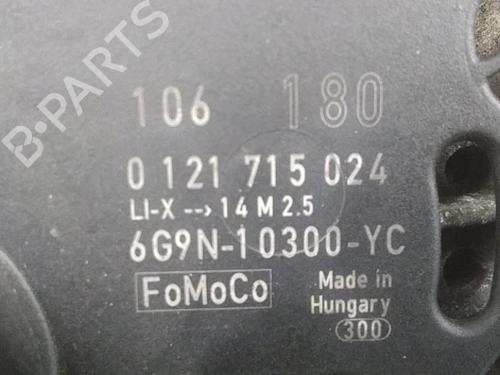 B-PARTS
106 180
0 121 715 024
LI-X --> 14 M 2.5
6G9N-10300-YC
FoMoCo
Made in
Hungary
300